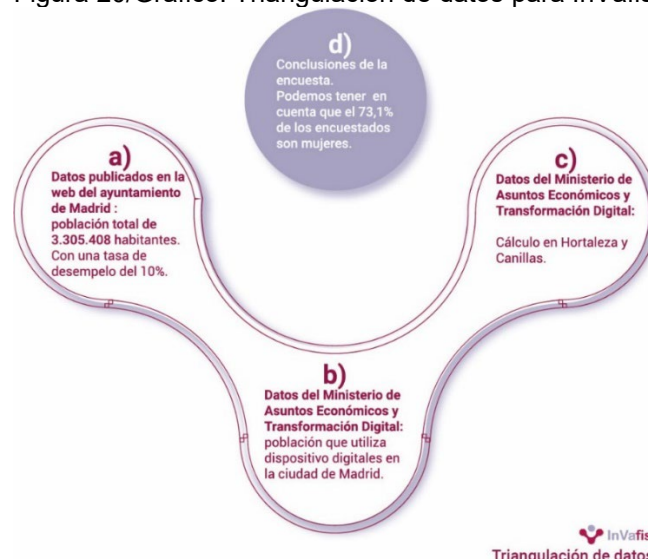 Figura 20/Gráfico: Triangulación de datos para InVafis
d)
Conclusiones de la
encuesta.
Podemos tener en
cuenta que el 73,1%
de los encuestados
son mujeres.
a)
Datos publicados en la
web del ayuntamiento
de Madrid :
población total de
3.305.408 habitantes.
Con una tasa de
desempelo del 10%.
c)
Datos del Ministerio de
Asuntos Económicos y
Transformación Digital:
Cálculo en Hortaleza y
Canillas.
b)
Datos del Ministerio de
Asuntos Económicos y
Transformación Digital:
población que utiliza
dispositivo digitales en
la ciudad de Madrid.
InVafis
Triangulación de datos